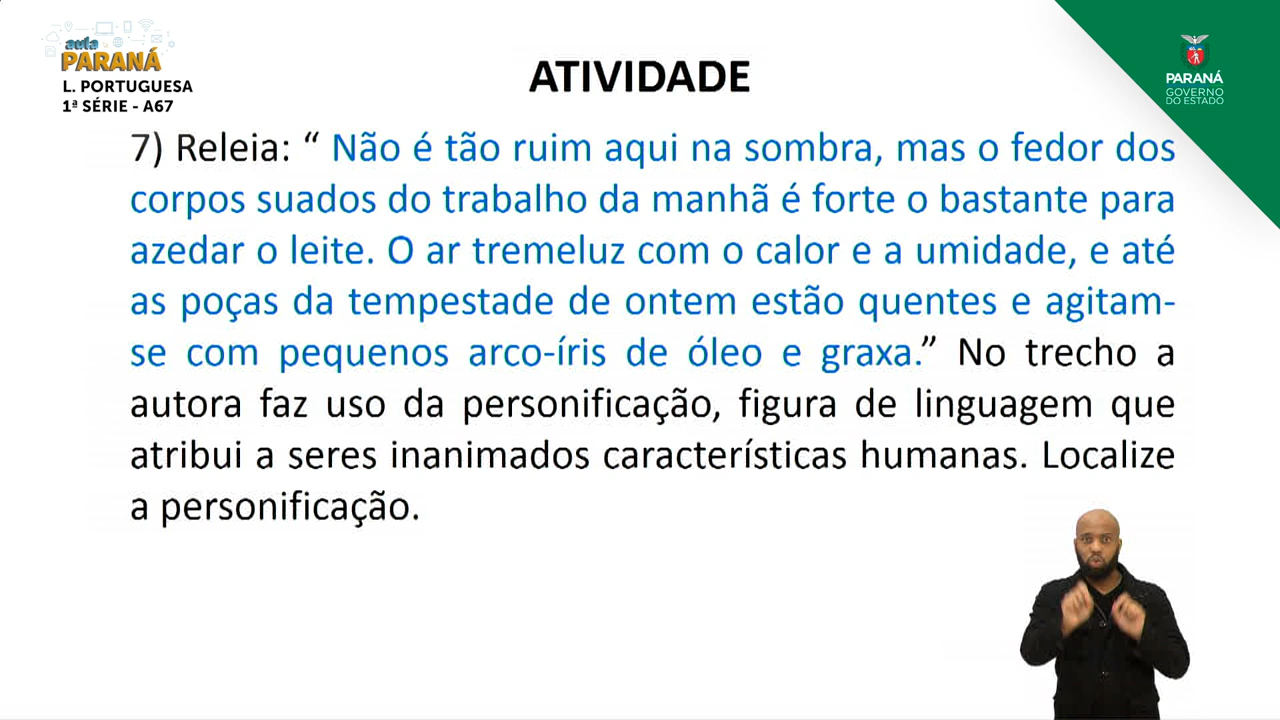 aula
PARANÁ
L. PORTUGUESA
1ª SÉRIE - A67
ATIVIDADE
PARANÁ
GOVERNO
DO ESTADO
7) Releia: “ Não é tão ruim aqui na sombra, mas o fedor dos
corpos suados do trabalho da manhã é forte o bastante para
azedar o leite. O ar tremeluz com o calor e a umidade, e até
as poças da tempestade de ontem estão quentes e agitam-
se com pequenos arco-íris de óleo e graxa.” No trecho a
autora faz uso da personificação, figura de linguagem que
atribui a seres inanimados características humanas. Localize
a personificação.